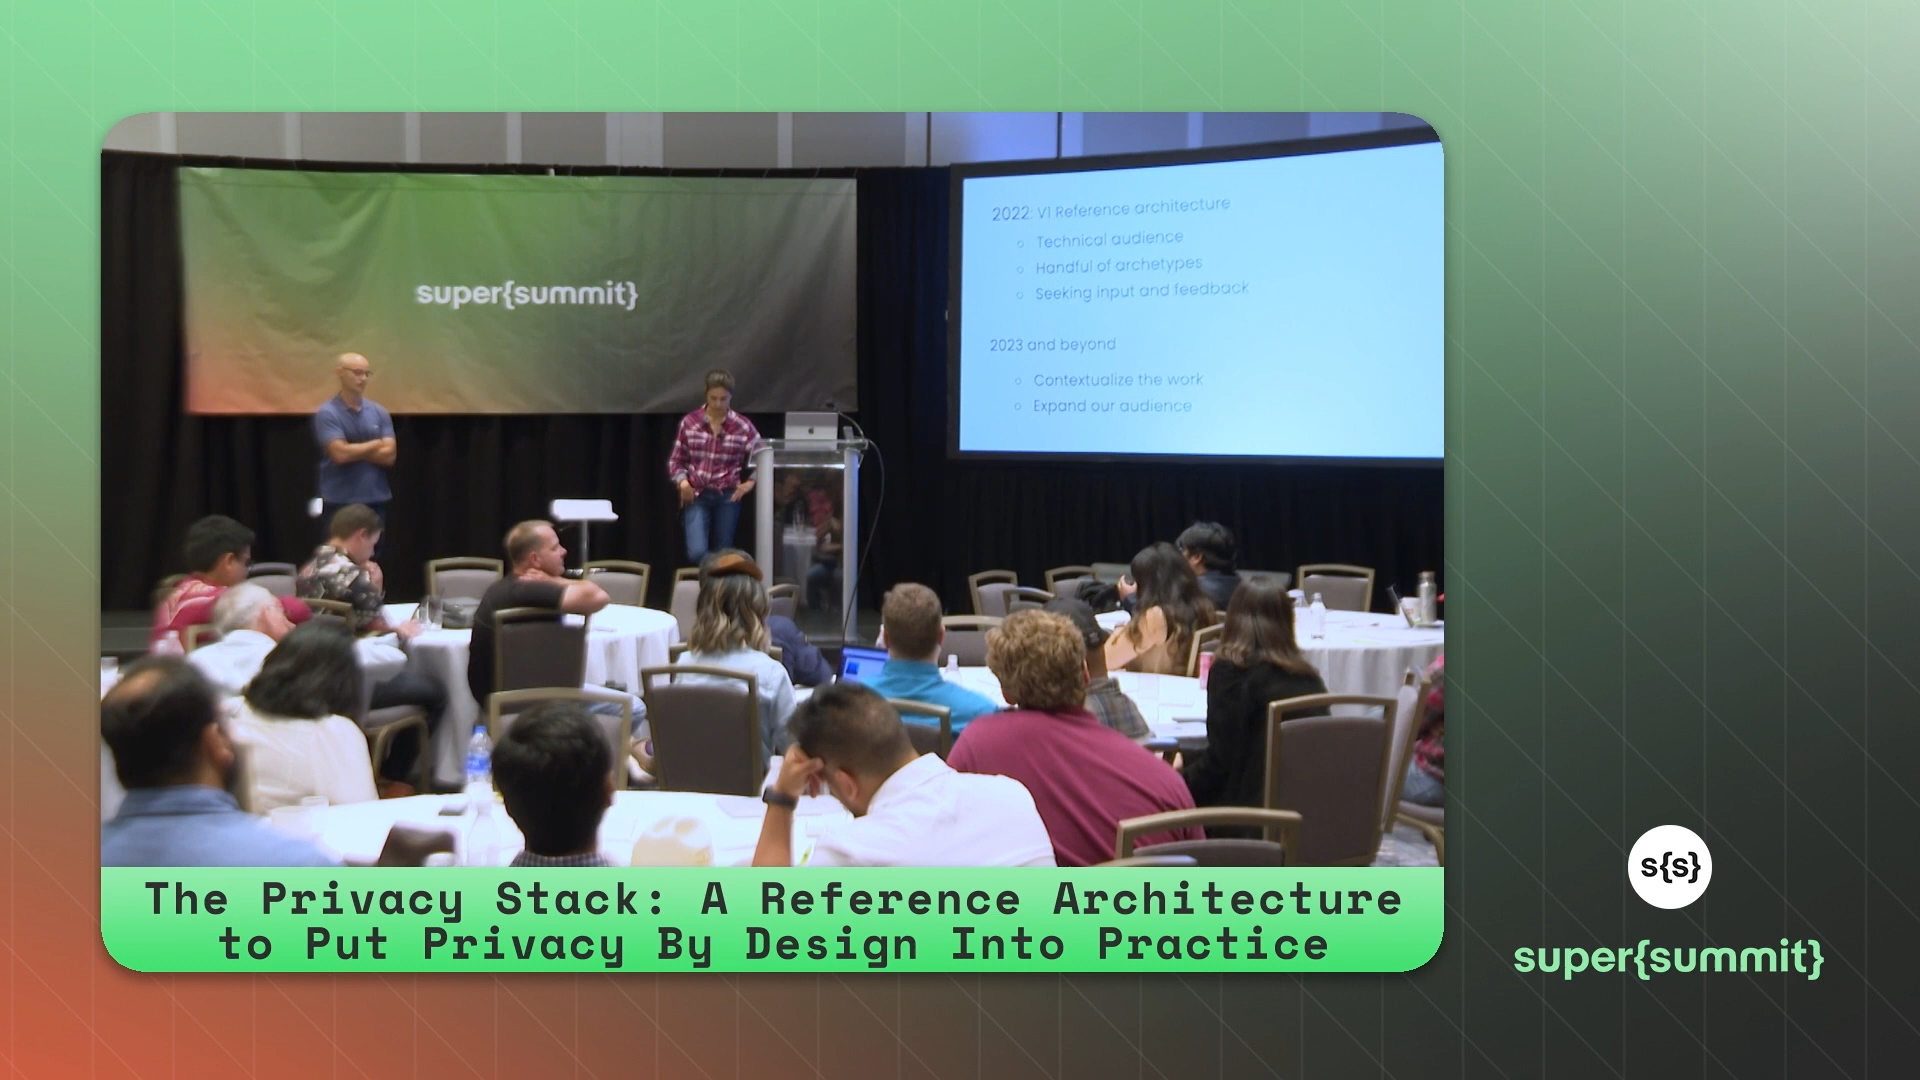 super{summit}
2022: V1 Reference architecture
Technical audience
Handful of archetypes
Seeking input and feedback
2023 and beyond
Contextualize the work
Expand our audience
The Privacy Stack: A Reference Architecture
to Put Privacy By Design Into Practice
s{s}
super{summit}